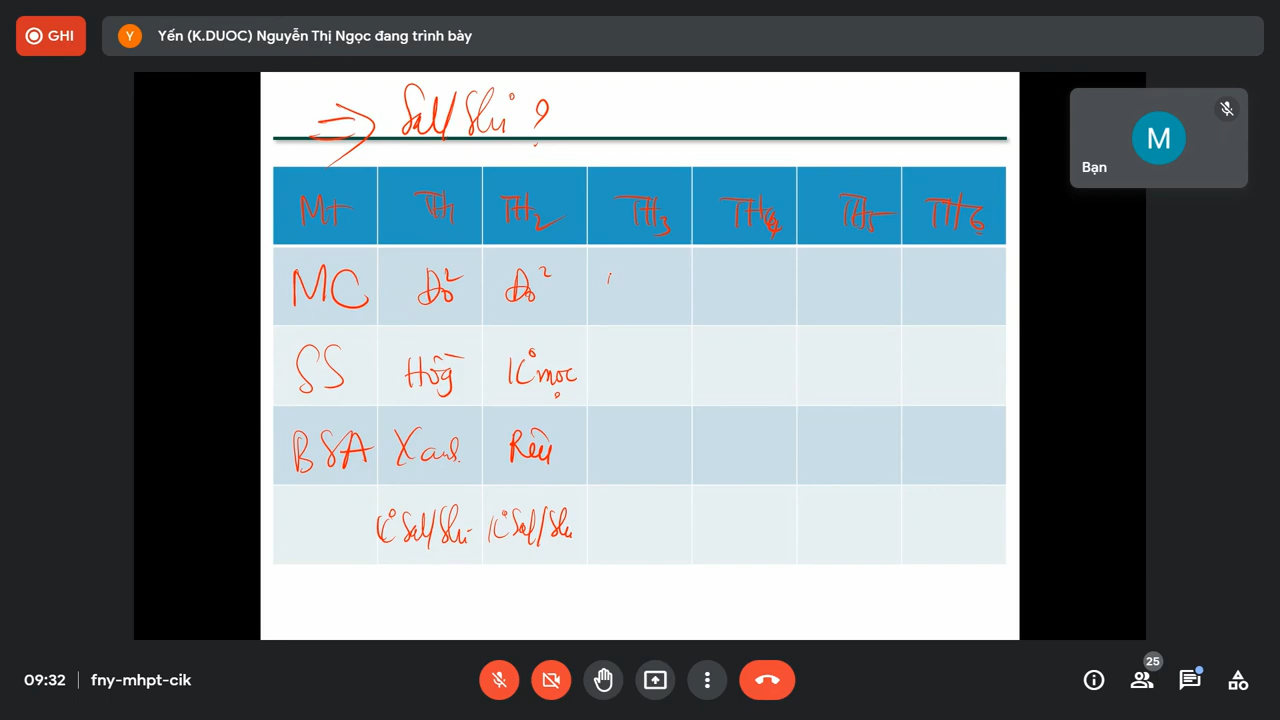 GHI
Y Yến (K.DUOC) Nguyễn Thị Ngọc đang trình bày
=> Sal/Shi ?
M
Bạn
MT TH1 TH2 TH3 TH4 TH5 TH6
MC Đỏ² Đỏ²
SS Hồg K° mọc
BSA Xanh Rêu
K° Sal/Shi K° Sal/Shi
25
09:32 fny-mhpt-cik